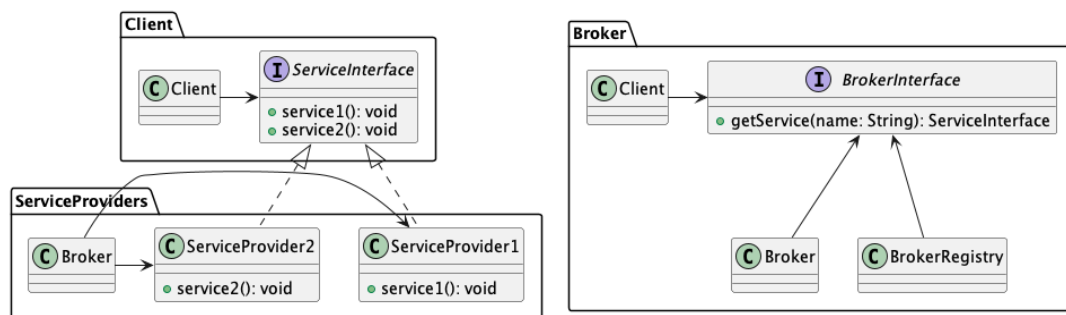 Client
C Client
I ServiceInterface
service1(): void
service2(): void
ServiceProviders
C Broker
C ServiceProvider2
service2(): void
C ServiceProvider1
service1(): void
Broker
C Client
I BrokerInterface
getService(name: String): ServiceInterface
C Broker
C BrokerRegistry